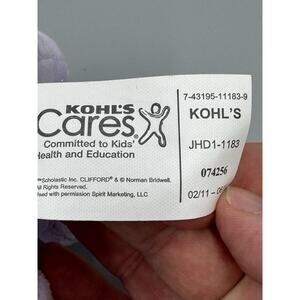 KOHL'S
Cares
Committed to Kids'
Health and Education
™Scholastic Inc. CLIFFORD & © Norman Bridwell.
All Rights Reserved.
Used with permission Spirit Marketing, LLC
7-43195-11183-9
KOHL'S
JHD1-1183
074256
02/11 -